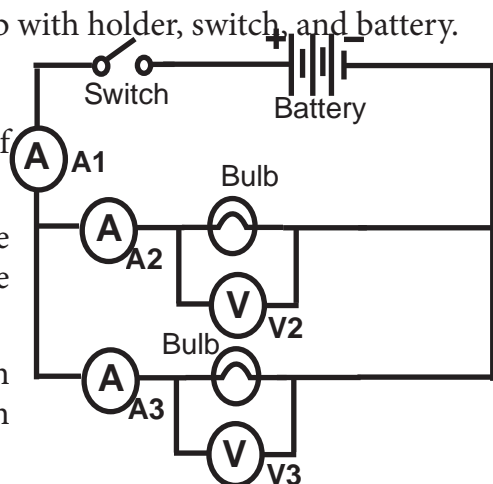 with holder, switch, and battery.
+ –
Switch
Battery
f
A A1
Bulb
A
A2
e
e
V
V2
Bulb
A
A3
n
n
V
V3